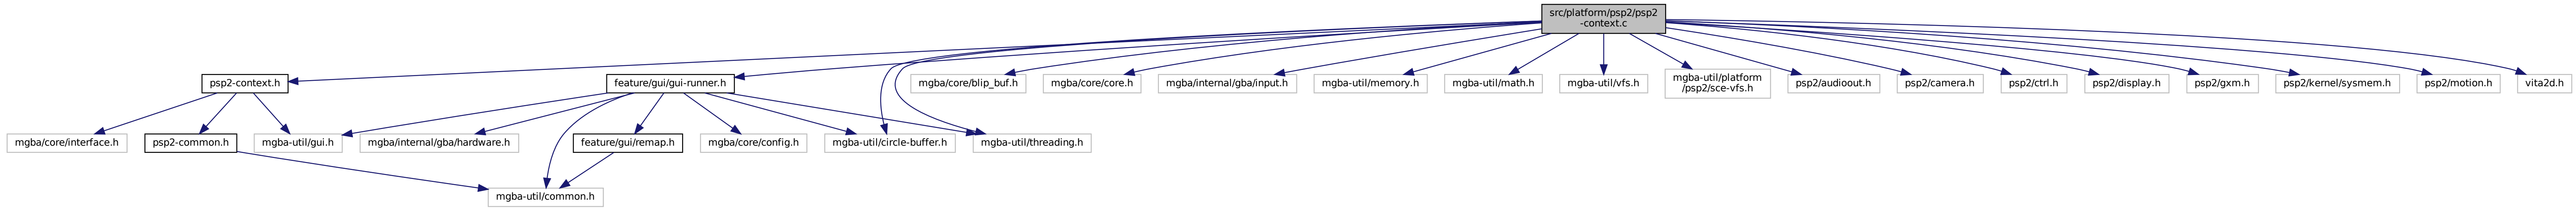 src/platform/psp2/psp2
-context.c
psp2-context.h
feature/gui/gui-runner.h
mgba/core/blip_buf.h
mgba/core/core.h
mgba/internal/gba/input.h
mgba-util/memory.h
mgba-util/math.h
mgba-util/vfs.h
mgba-util/platform
/psp2/sce-vfs.h
psp2/audioout.h
psp2/camera.h
psp2/ctrl.h
psp2/display.h
psp2/gxm.h
psp2/kernel/sysmem.h
psp2/motion.h
vita2d.h
mgba/core/interface.h
psp2-common.h
mgba-util/gui.h
mgba/internal/gba/hardware.h
feature/gui/remap.h
mgba/core/config.h
mgba-util/circle-buffer.h
mgba-util/threading.h
mgba-util/common.h